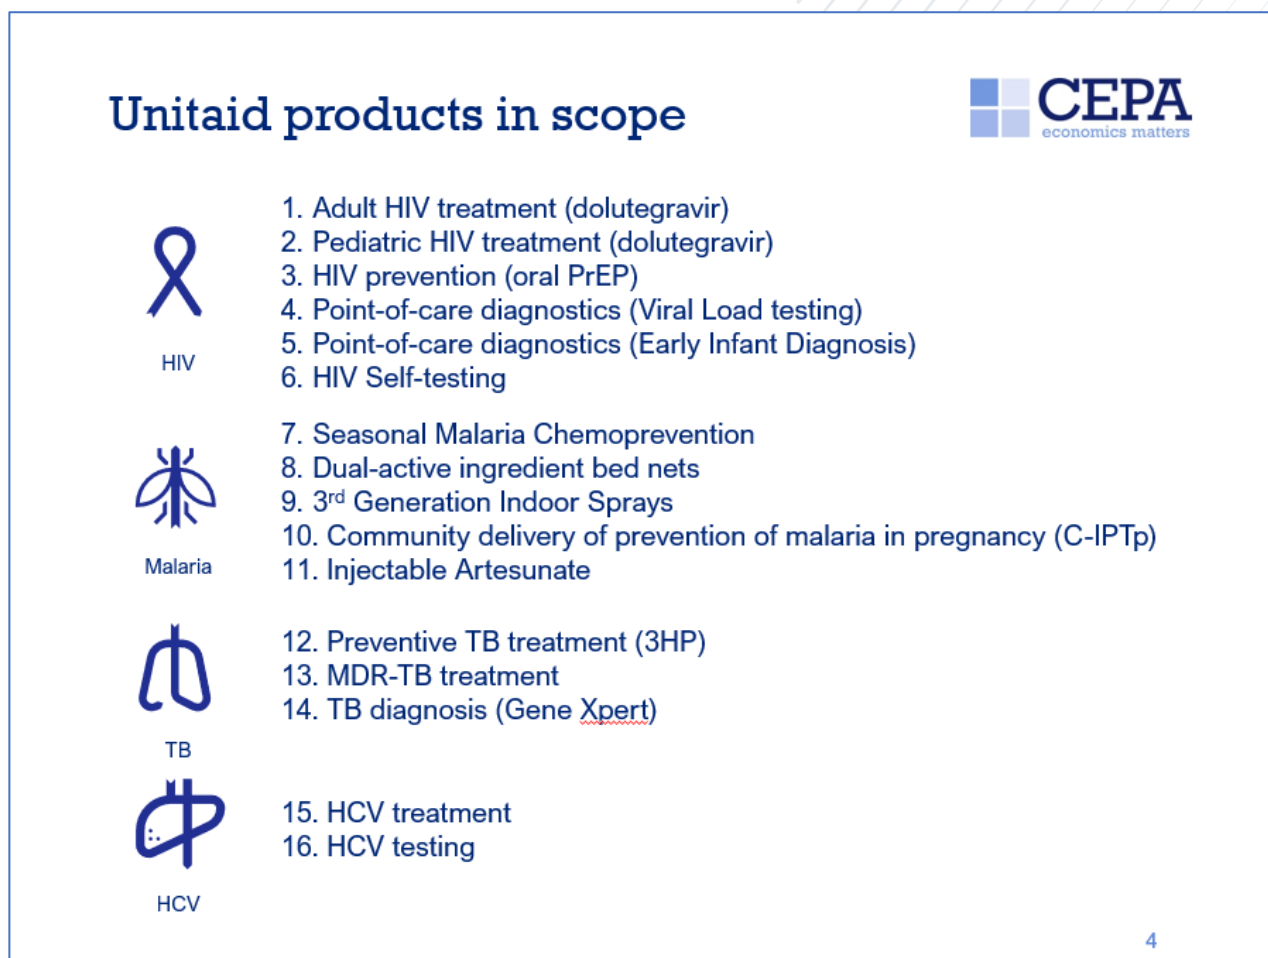 Unitaid products in scope
CEPA
economics matters
1. Adult HIV treatment (dolutegravir)
2. Pediatric HIV treatment (dolutegravir)
3. HIV prevention (oral PrEP)
4. Point-of-care diagnostics (Viral Load testing)
5. Point-of-care diagnostics (Early Infant Diagnosis)
6. HIV Self-testing
HIV
7. Seasonal Malaria Chemoprevention
8. Dual-active ingredient bed nets
9. 3rd Generation Indoor Sprays
10. Community delivery of prevention of malaria in pregnancy (C-IPTp)
11. Injectable Artesunate
Malaria
12. Preventive TB treatment (3HP)
13. MDR-TB treatment
14. TB diagnosis (Gene Xpert)
TB
15. HCV treatment
16. HCV testing
HCV
4